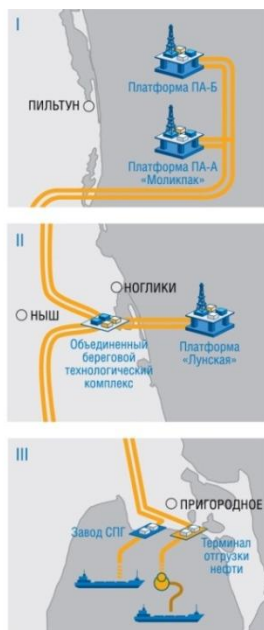 I
Платформа ПА-Б
ПИЛЬТУН
Платформа ПА-А
«Моликпак»
II
НОГЛИКИ
НЫШ
Объединенный
береговой
технологический
комплекс
Платформа
«Лунская»
III
ПРИГОРОДНОЕ
Завод СПГ
Терминал
отгрузки
нефти